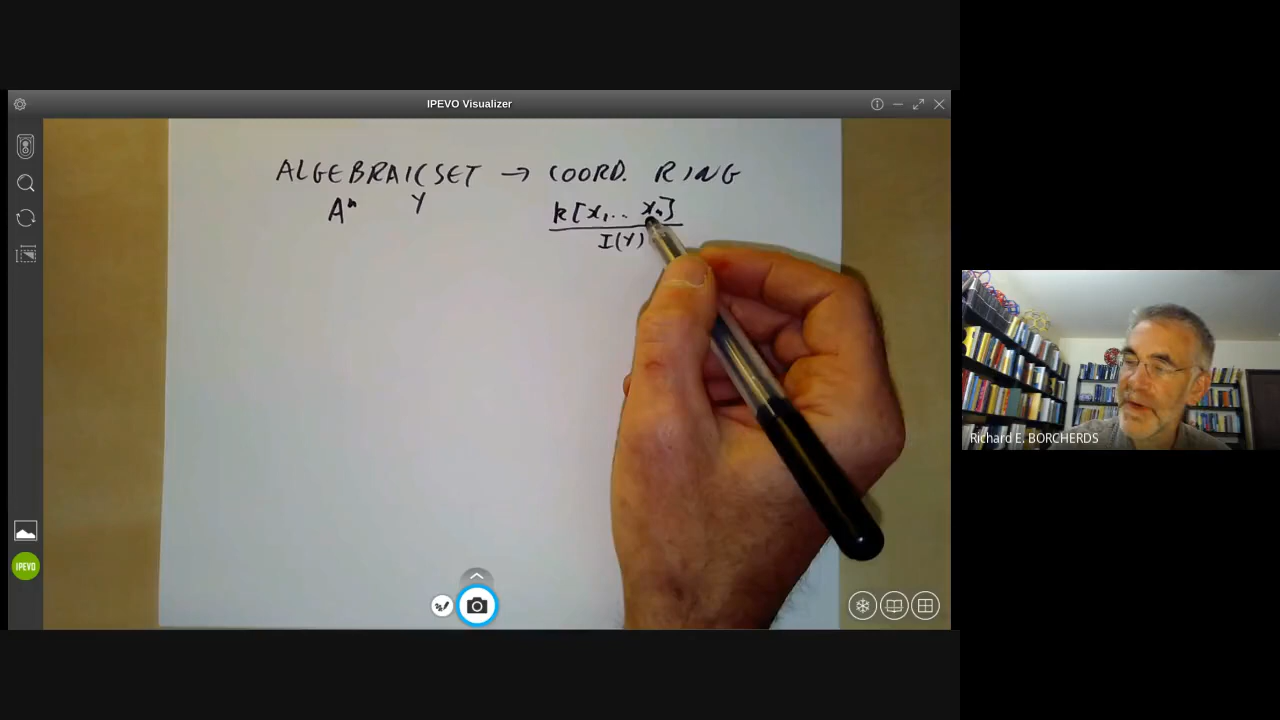 IPEVO Visualizer
ALGEBRAIC SET → COORD. RING
Aⁿ Y k[x₁... xₙ]
I(Y)
Richard E. BORCHERDS
IPEVO